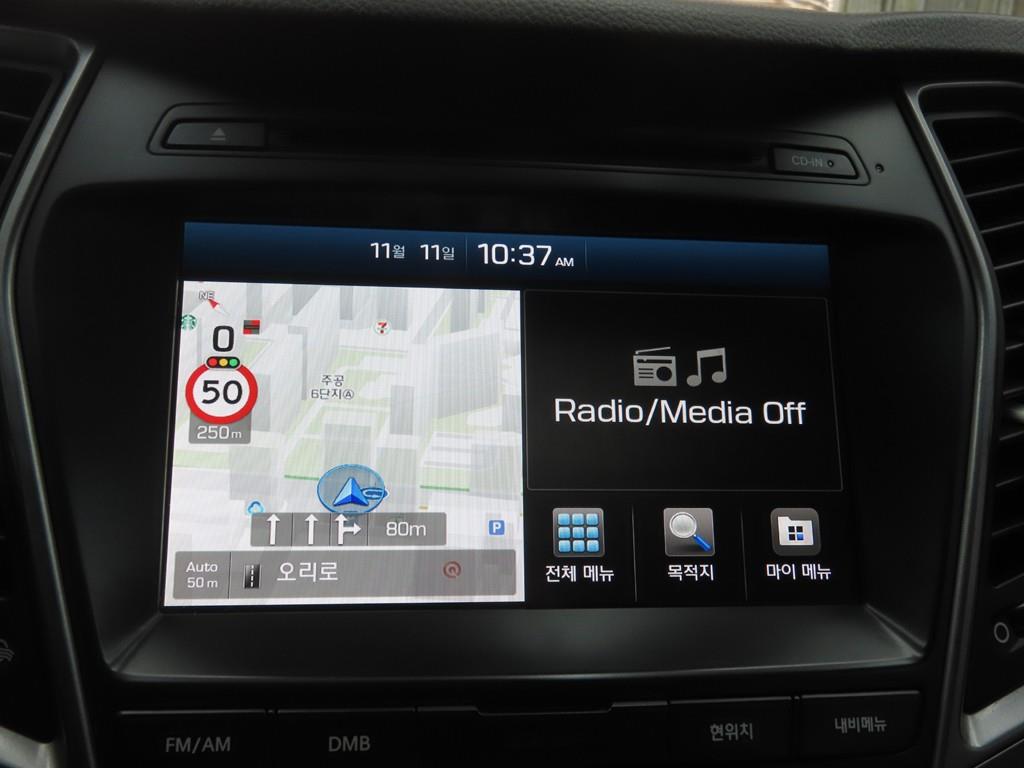 CD-IN
11월 11일 10:37 AM
NE
0
7
50
주공
6단지Ⓐ
250m
Radio/Media Off
80m
P
Auto
50m
오리로
전체 메뉴
목적지
마이 메뉴
FM/AM
DMB
현위치
내비메뉴